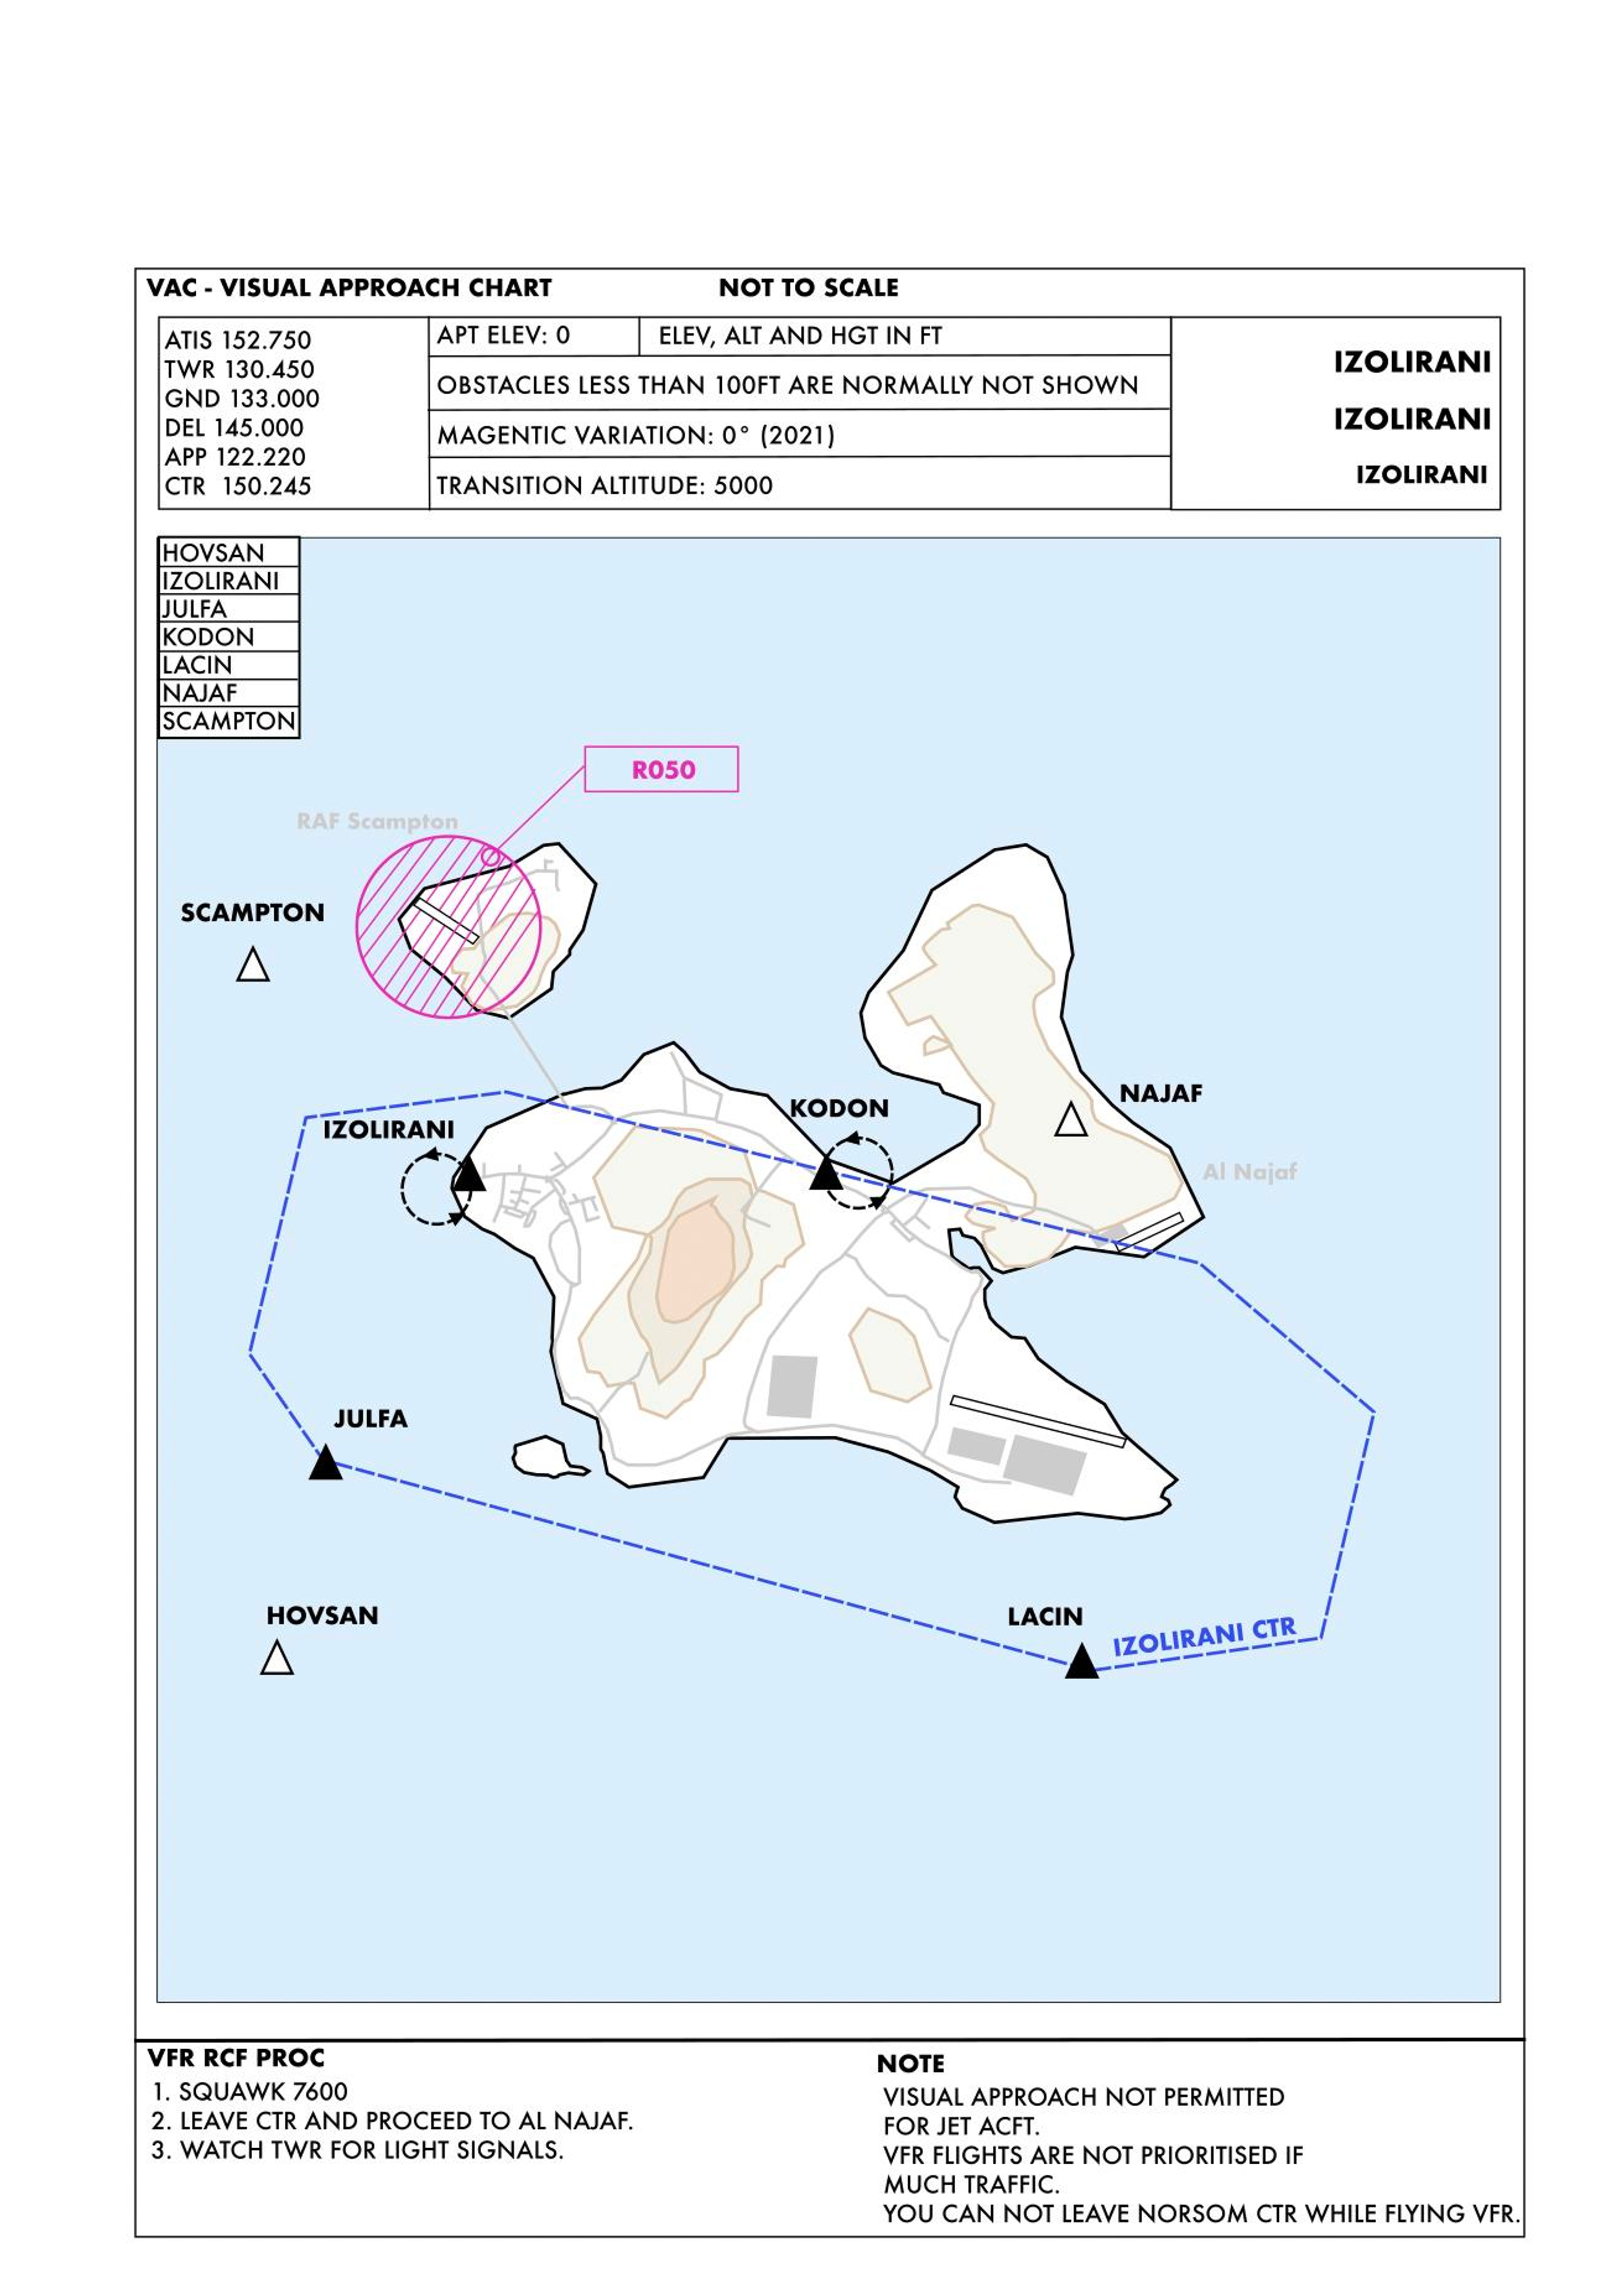 VAC - VISUAL APPROACH CHART
NOT TO SCALE
ATIS 152.750
TWR 130.450
GND 133.000
DEL 145.000
APP 122.220
CTR 150.245
APT ELEV: 0
ELEV, ALT AND HGT IN FT
OBSTACLES LESS THAN 100FT ARE NORMALLY NOT SHOWN
MAGENTIC VARIATION: 0° (2021)
TRANSITION ALTITUDE: 5000
IZOLIRANI
IZOLIRANI
IZOLIRANI
HOVSAN
IZOLIRANI
JULFA
KODON
LACIN
NAJAF
SCAMPTON
R050
RAF Scampton
SCAMPTON
NAJAF
KODON
IZOLIRANI
Al Najaf
JULFA
HOVSAN
LACIN
IZOLIRANI CTR
VFR RCF PROC
1. SQUAWK 7600
2. LEAVE CTR AND PROCEED TO AL NAJAF.
3. WATCH TWR FOR LIGHT SIGNALS.
NOTE
VISUAL APPROACH NOT PERMITTED
FOR JET ACFT.
VFR FLIGHTS ARE NOT PRIORITISED IF
MUCH TRAFFIC.
YOU CAN NOT LEAVE NORSOM CTR WHILE FLYING VFR.